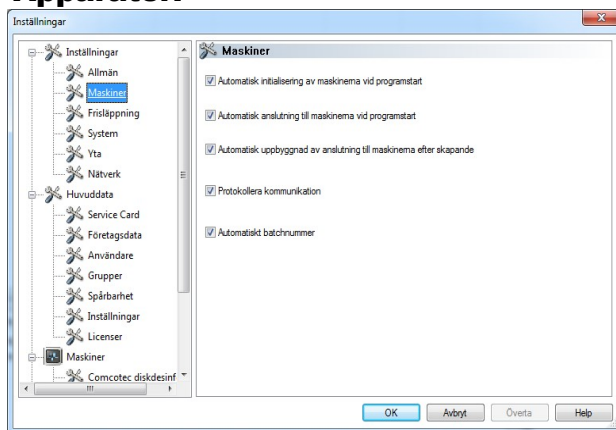 Apparaten
Inställningar
Inställningar
Allmän
Maskiner
Frisläppning
System
Yta
Nätverk
Huvuddata
Service Card
Företagsdata
Användare
Grupper
Spårbarhet
Inställningar
Licenser
Maskiner
Comcotec diskdesinf
Maskiner
Automatisk initialisering av maskinerna vid programstart
Automatisk anslutning till maskinerna vid programstart
Automatisk uppbyggnad av anslutning till maskinerna efter skapande
Protokollera kommunikation
Automatiskt batchnummer
OK
Avbryt
Överta
Help